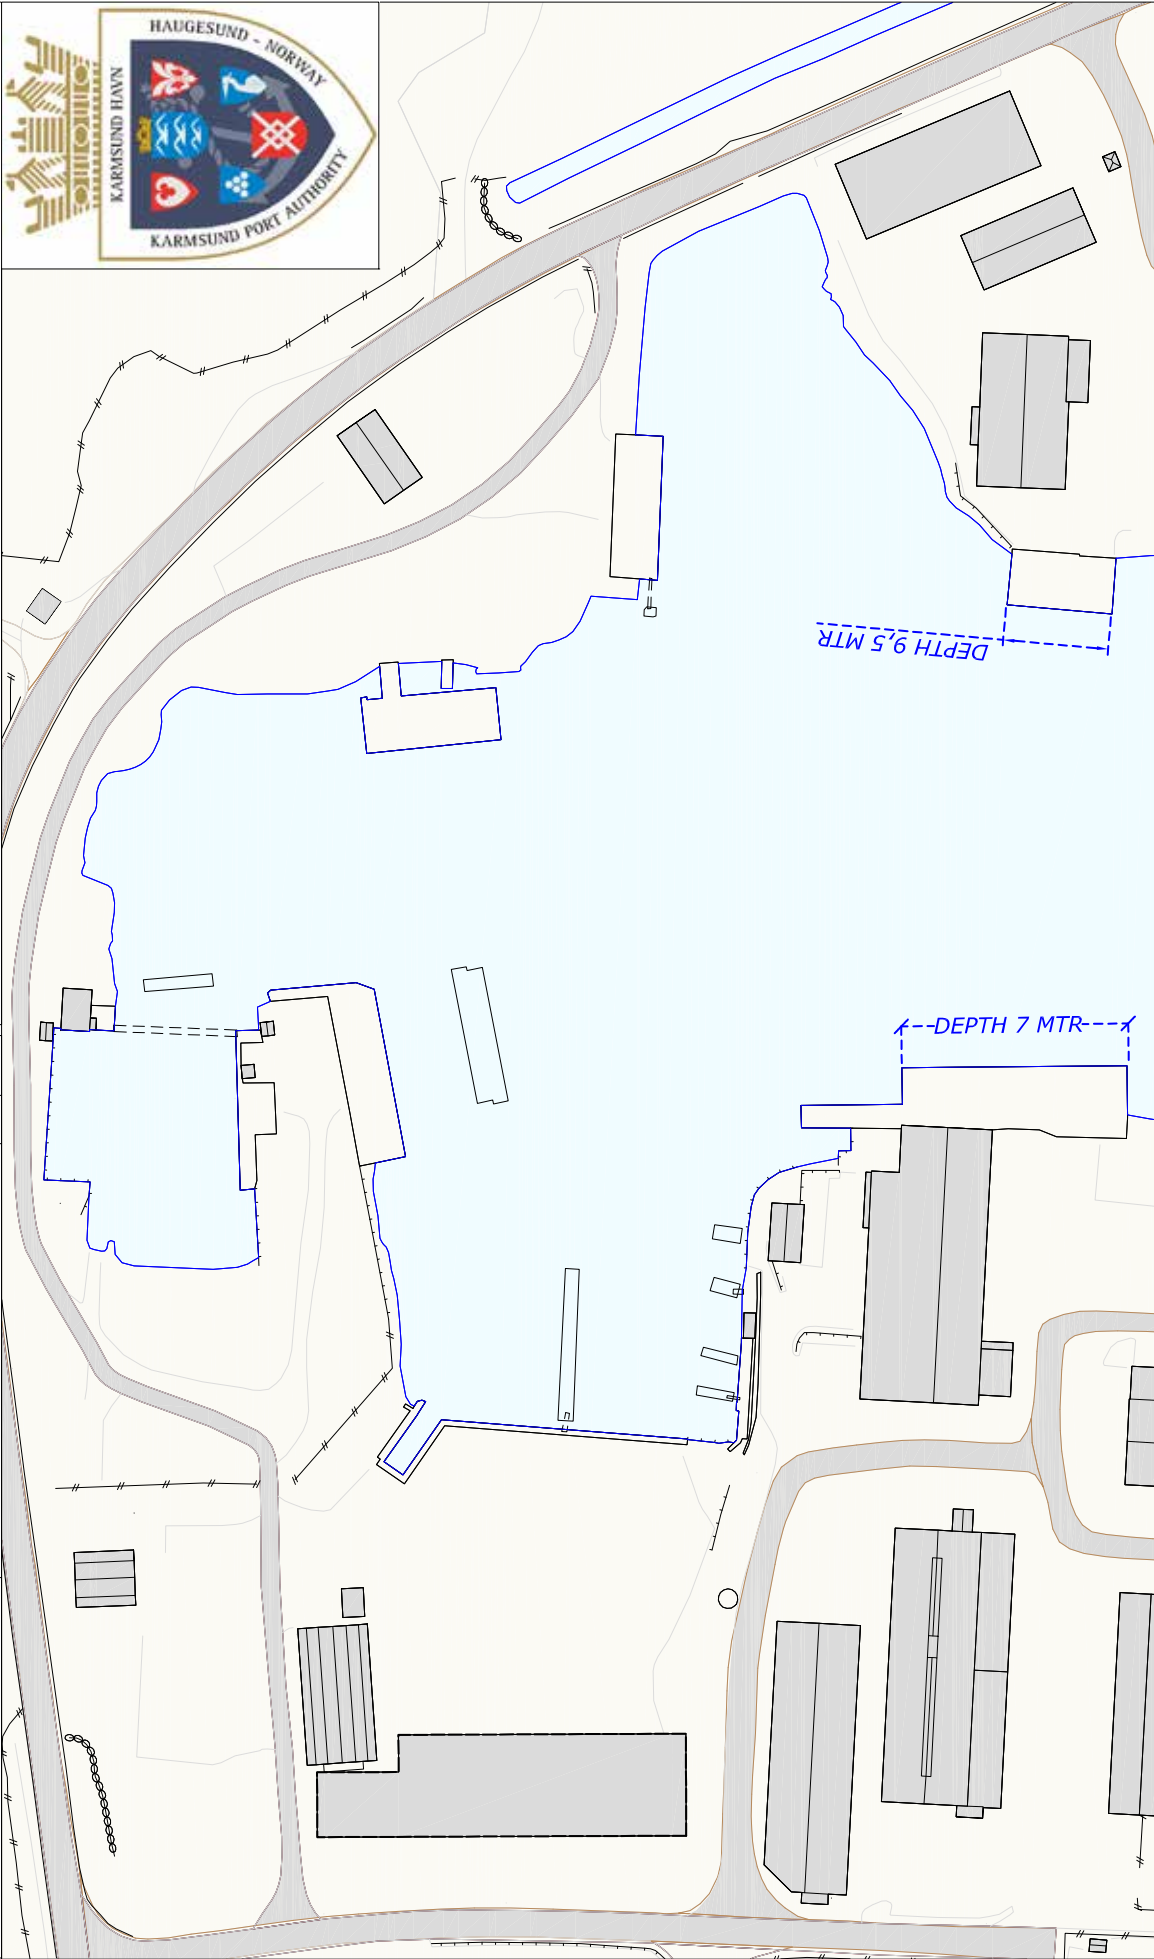 HAUGESUND - NORWAY
KARMSUND HAVN
KARMSUND PORT AUTHORITY
DEPTH 9,5 MTR
DEPTH 7 MTR